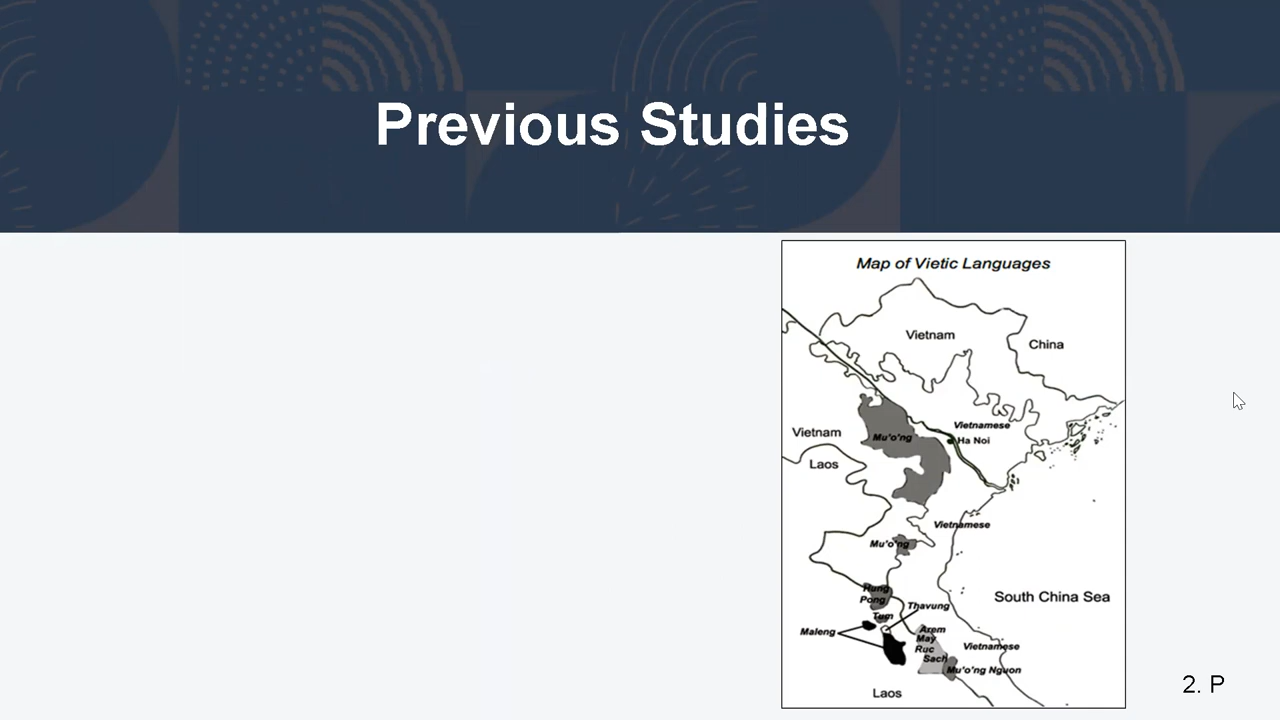 Previous Studies
Map of Vietic Languages
Vietnam
China
Vietnamese
Mu'o'ng
Ha Noi
Vietnam
Laos
Vietnamese
Mu'o'ng
Hung
Pong
Thavung
Tum
Maleng
Arem
May
Ruc
Sach
South China Sea
Vietnamese
Mu'o'ng Nguon
Laos
2. P